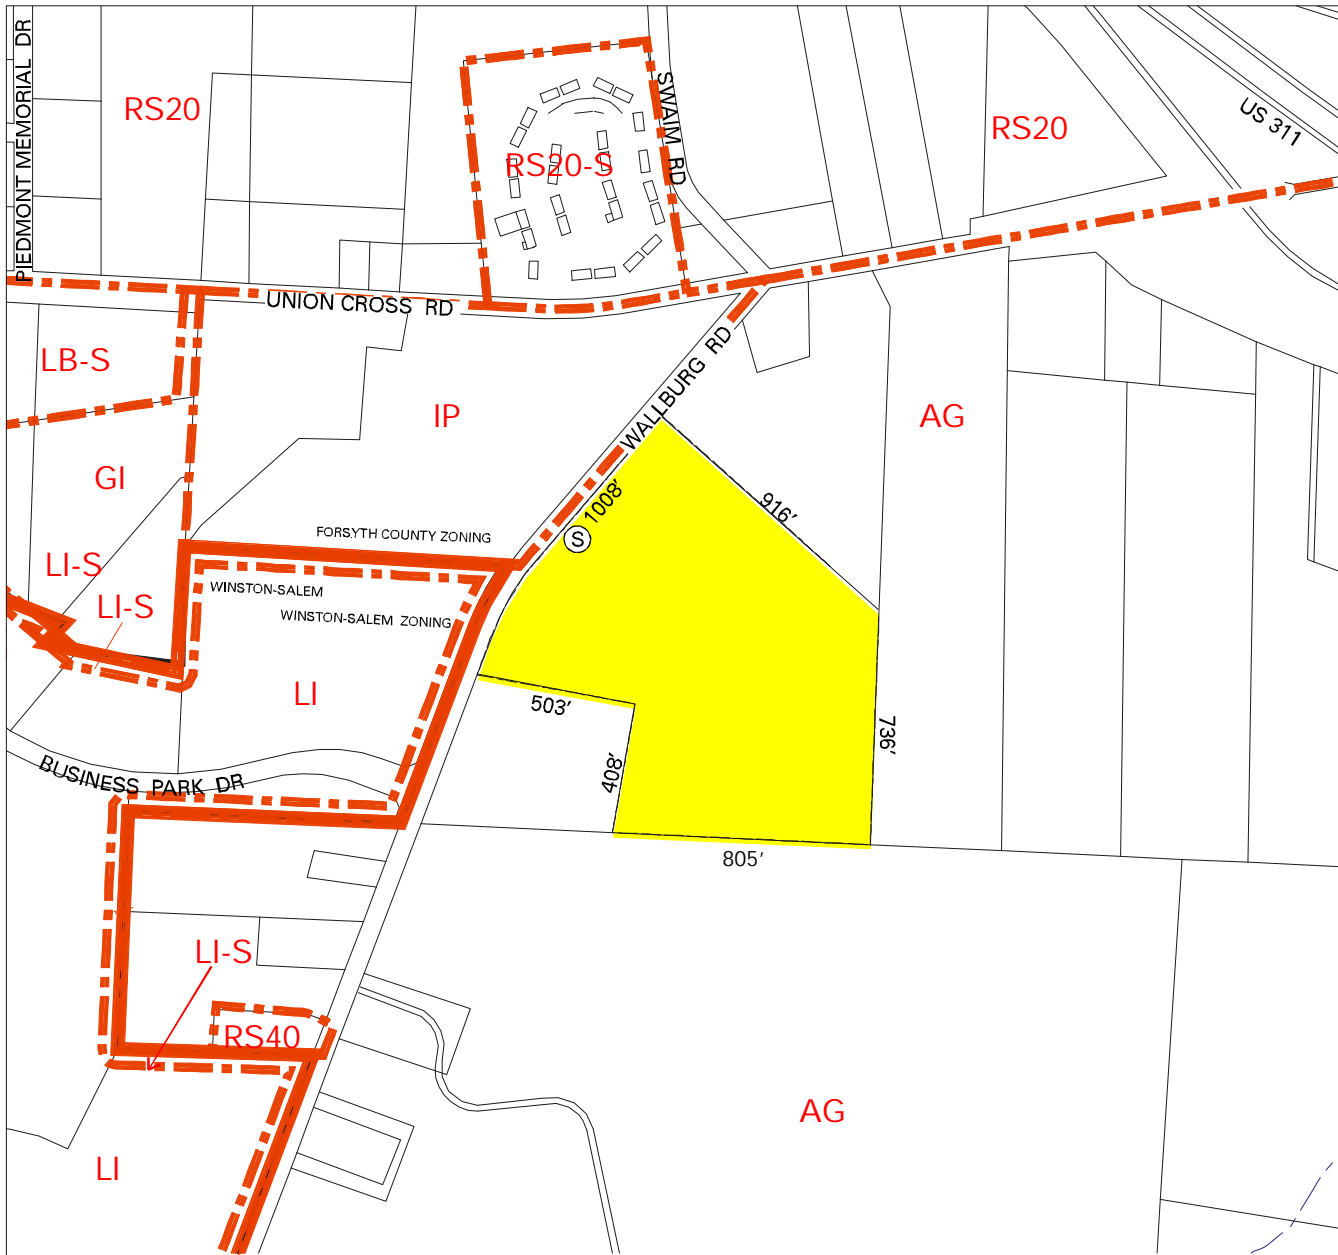 PIEDMONT MEMORIAL DR
RS20
RS20-S
SWAIM RD
RS20
US 311
UNION CROSS RD
LB-S
IP
WALLBURG RD
AG
GI
916'
1008'
S
FORSYTH COUNTY ZONING
LI-S
WINSTON-SALEM
LI-S
WINSTON-SALEM ZONING
LI
503'
736'
408'
BUSINESS PARK DR
805'
LI-S
RS40
AG
LI